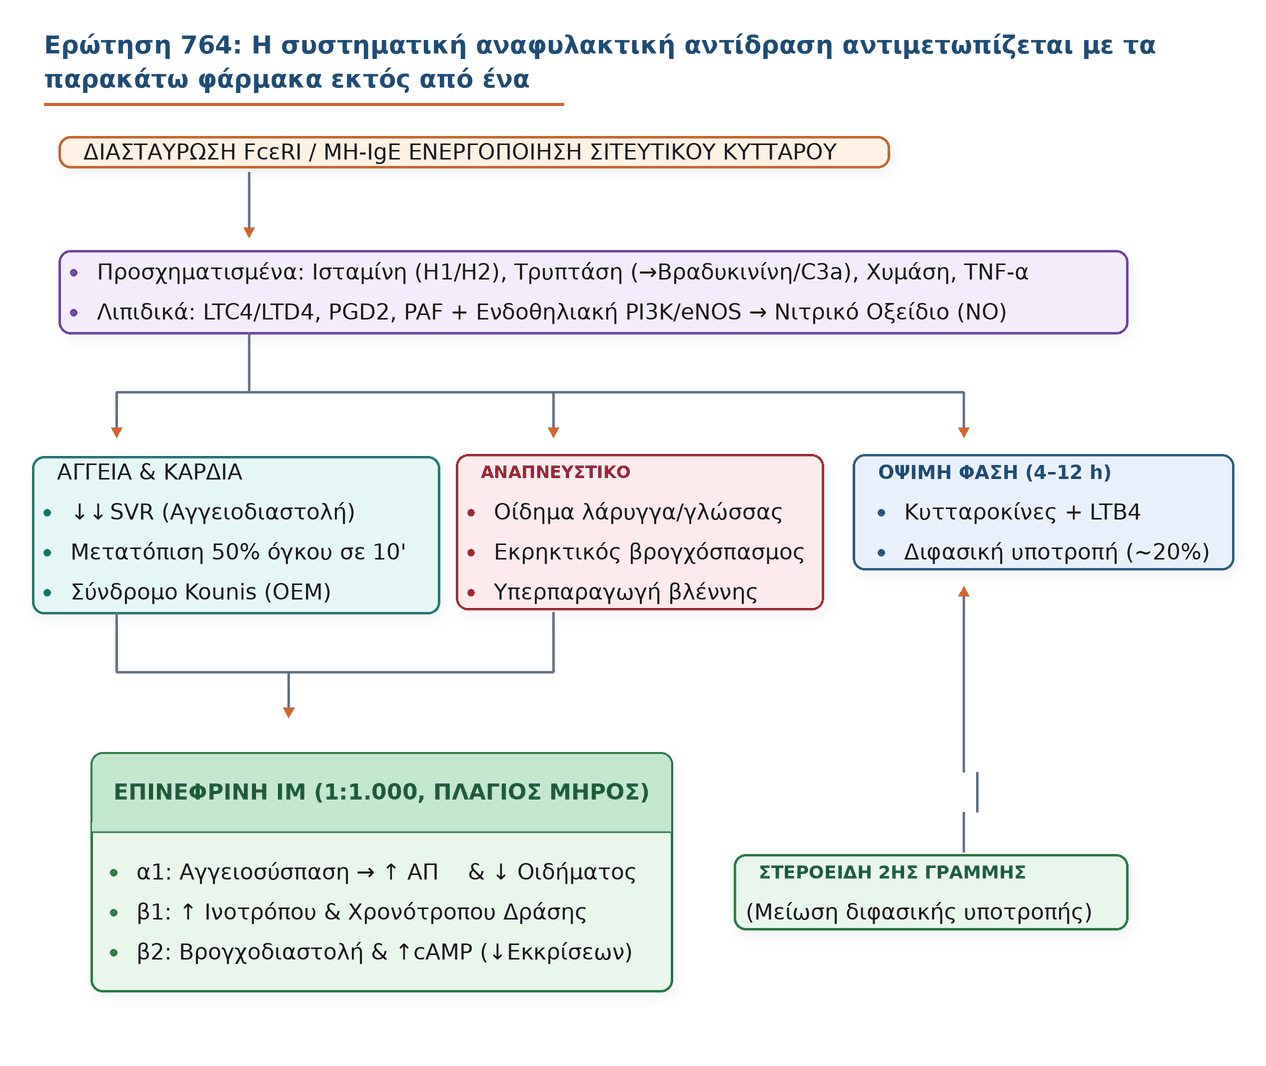 Ερώτηση 764: Η συστηματική αναφυλακτική αντίδραση αντιμετωπίζεται με τα
παρακάτω φάρμακα εκτός από ένα
ΔΙΑΣΤΑΥΡΩΣΗ FcεRI / ΜΗ-IgE ΕΝΕΡΓΟΠΟΙΗΣΗ ΣΙΤΕΥΤΙΚΟΥ ΚΥΤΤΑΡΟΥ
• Προσχηματισμένα: Ισταμίνη (H1/H2), Τρυπτάση (→Βραδυκινίνη/C3a), Χυμάση, TNF-α
• Λιπιδικά: LTC4/LTD4, PGD2, PAF + Ενδοθηλιακή PI3K/eNOS → Νιτρικό Οξείδιο (NO)
ΑΓΓΕΙΑ & ΚΑΡΔΙΑ
• ↓↓SVR (Αγγειοδιαστολή)
• Μετατόπιση 50% όγκου σε 10'
• Σύνδρομο Kounis (ΟΕΜ)
ΑΝΑΠΝΕΥΣΤΙΚΟ
• Οίδημα λάρυγγα/γλώσσας
• Εκρηκτικός βρογχόσπασμος
• Υπερπαραγωγή βλέννης
ΟΨΙΜΗ ΦΑΣΗ (4–12 h)
• Κυτταροκίνες + LTB4
• Διφασική υποτροπή (~20%)
ΕΠΙΝΕΦΡΙΝΗ IM (1:1.000, ΠΛΑΓΙΟΣ ΜΗΡΟΣ)
• α1: Αγγειοσύσπαση → ↑ ΑΠ & ↓ Οιδήματος
• β1: ↑ Ινοτρόπου & Χρονότροπου Δράσης
• β2: Βρογχοδιαστολή & ↑cAMP (↓Εκκρίσεων)
ΣΤΕΡΟΕΙΔΗ 2ΗΣ ΓΡΑΜΜΗΣ
(Μείωση διφασικής υποτροπής)